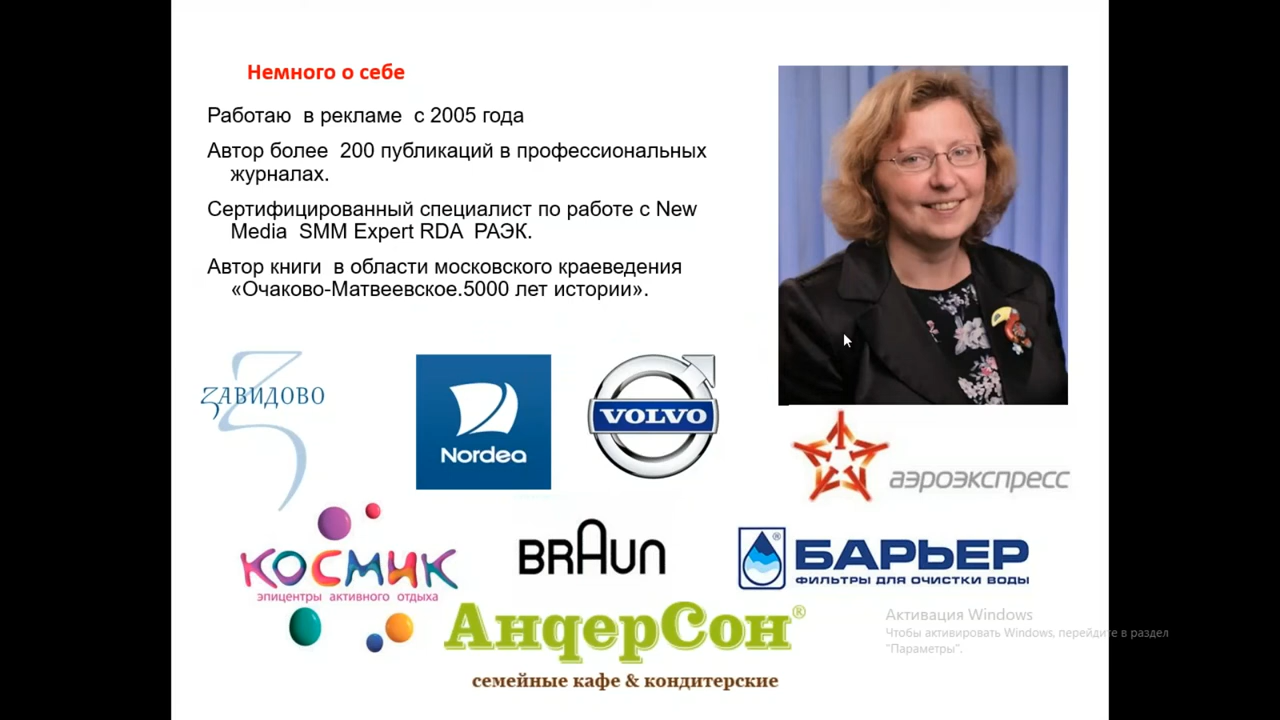 Немного о себе
Работаю в рекламе с 2005 года
Автор более 200 публикаций в профессиональных
журналах.
Сертифицированный специалист по работе с New
Media SMM Expert RDA РАЭК.
Автор книги в области московского краеведения
«Очаково-Матвеевское.5000 лет истории».
ЗАВИДОВО
Nordea
VOLVO
аэроэкспресс
КОСМИК
эпицентры активного отдыха
BRAUN
®
БАРЬЕР
ФИЛЬТРЫ ДЛЯ ОЧИСТКИ ВОДЫ
АндерСон®
семейные кафе & кондитерские
Активация Windows
Чтобы активировать Windows, перейдите в раздел
"Параметры".